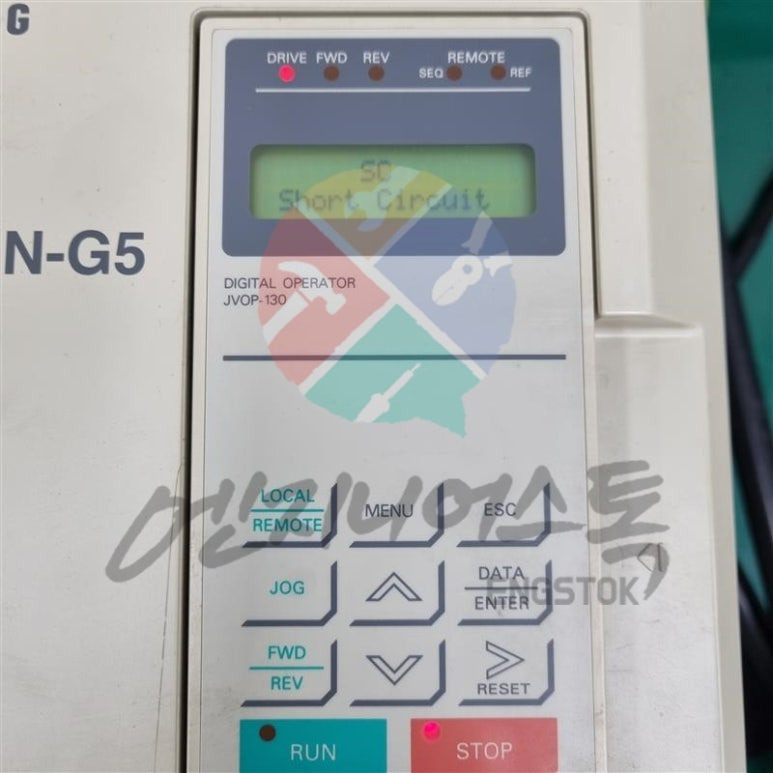 G
DRIVE FWD REV REMOTE
SEQ REF
SC
Short Circuit
N-G5
DIGITAL OPERATOR
JVOP-130
LOCAL
REMOTE
MENU
ESC
엔지니어스톡
JOG
DATA
ENTER
ENGSTOK
FWD
REV
RESET
RUN
STOP